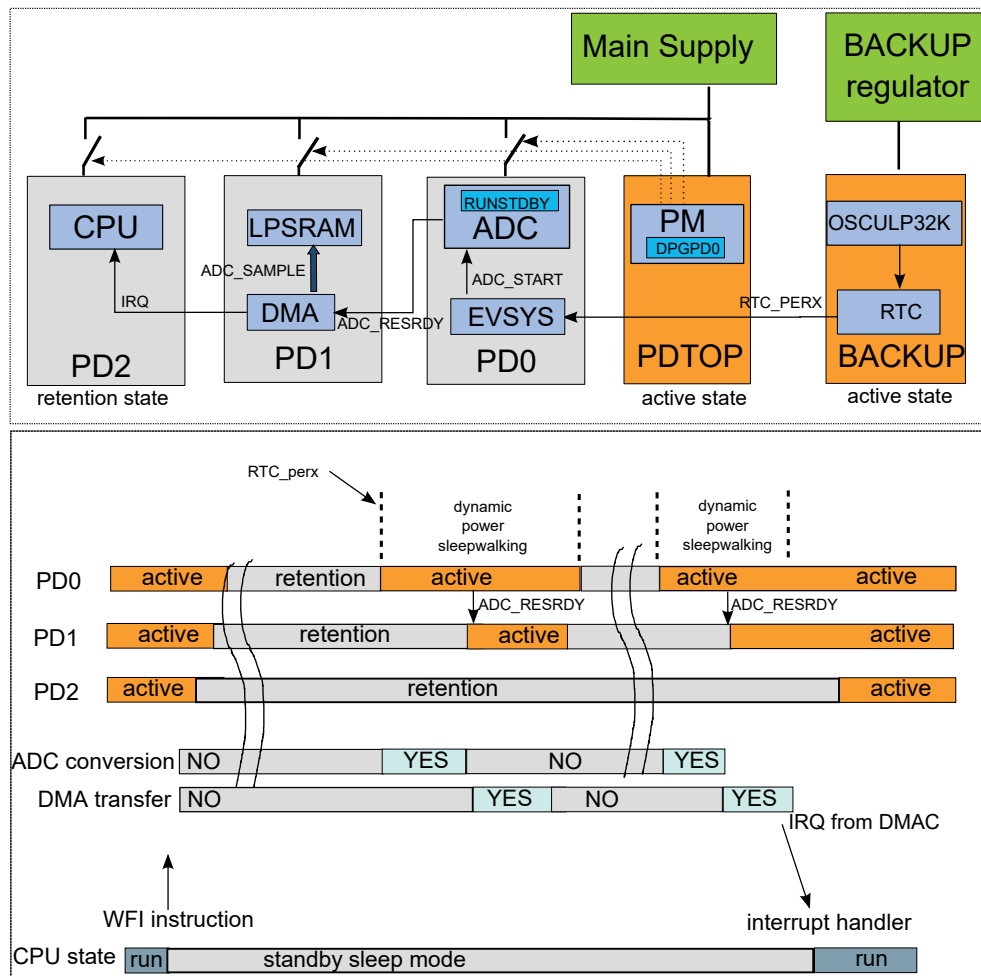 Main Supply
BACKUP
regulator
CPU
LPSRAM
RUNSTDBY
ADC
PM
DPGPD0
OSCULP32K
ADC_SAMPLE
ADC_START
IRQ
DMA
ADC_RESRDY
EVSYS
RTC_PERX
RTC
PD2
PD1
PD0
PDTOP
BACKUP
retention state
active state
active state
RTC_perx
dynamic
power
sleepwalking
dynamic
power
sleepwalking
PD0
active
retention
active
active
active
ADC_RESRDY
ADC_RESRDY
PD1
active
retention
active
active
PD2
active
retention
active
ADC conversion
NO
YES
NO
YES
DMA transfer
NO
YES
NO
YES
IRQ from DMAC
WFI instruction
interrupt handler
CPU state
run
standby sleep mode
run